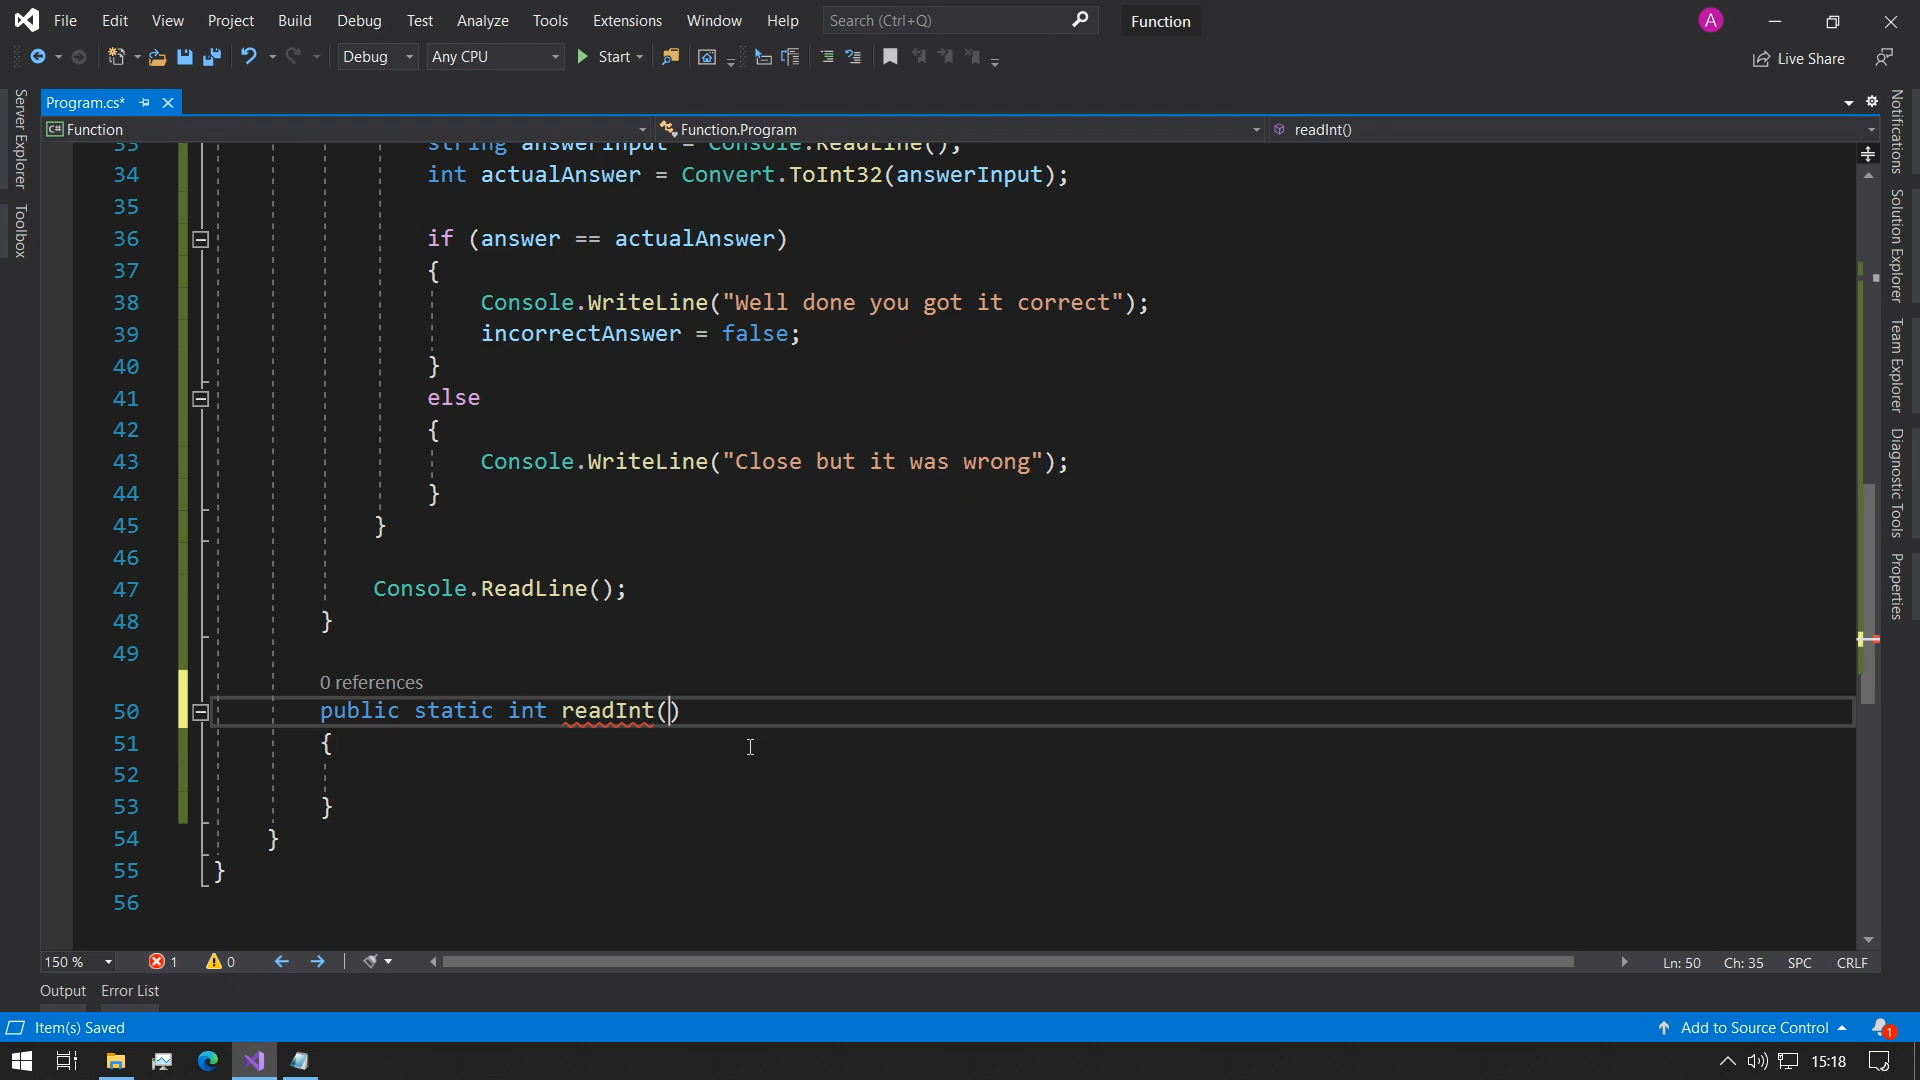 File Edit View Project Build Debug Test Analyze Tools Extensions Window Help Search (Ctrl+Q) Function A
Debug Any CPU Start Live Share
Program.cs*
Function Function.Program readInt()
Server Explorer
Toolbox
33 string answerInput = Console.ReadLine();
34 int actualAnswer = Convert.ToInt32(answerInput);
35
36 if (answer == actualAnswer)
37 {
38 Console.WriteLine("Well done you got it correct");
39 incorrectAnswer = false;
40 }
41 else
42 {
43 Console.WriteLine("Close but it was wrong");
44 }
45 }
46
47 Console.ReadLine();
48 }
49
0 references
50 public static int readInt()
51 {
52
53 }
54 }
55 }
56
Notifications
Solution Explorer
Team Explorer
Diagnostic Tools
Properties
150 % 1 0 Ln: 50 Ch: 35 SPC CRLF
Output Error List
Item(s) Saved Add to Source Control 1
15:18